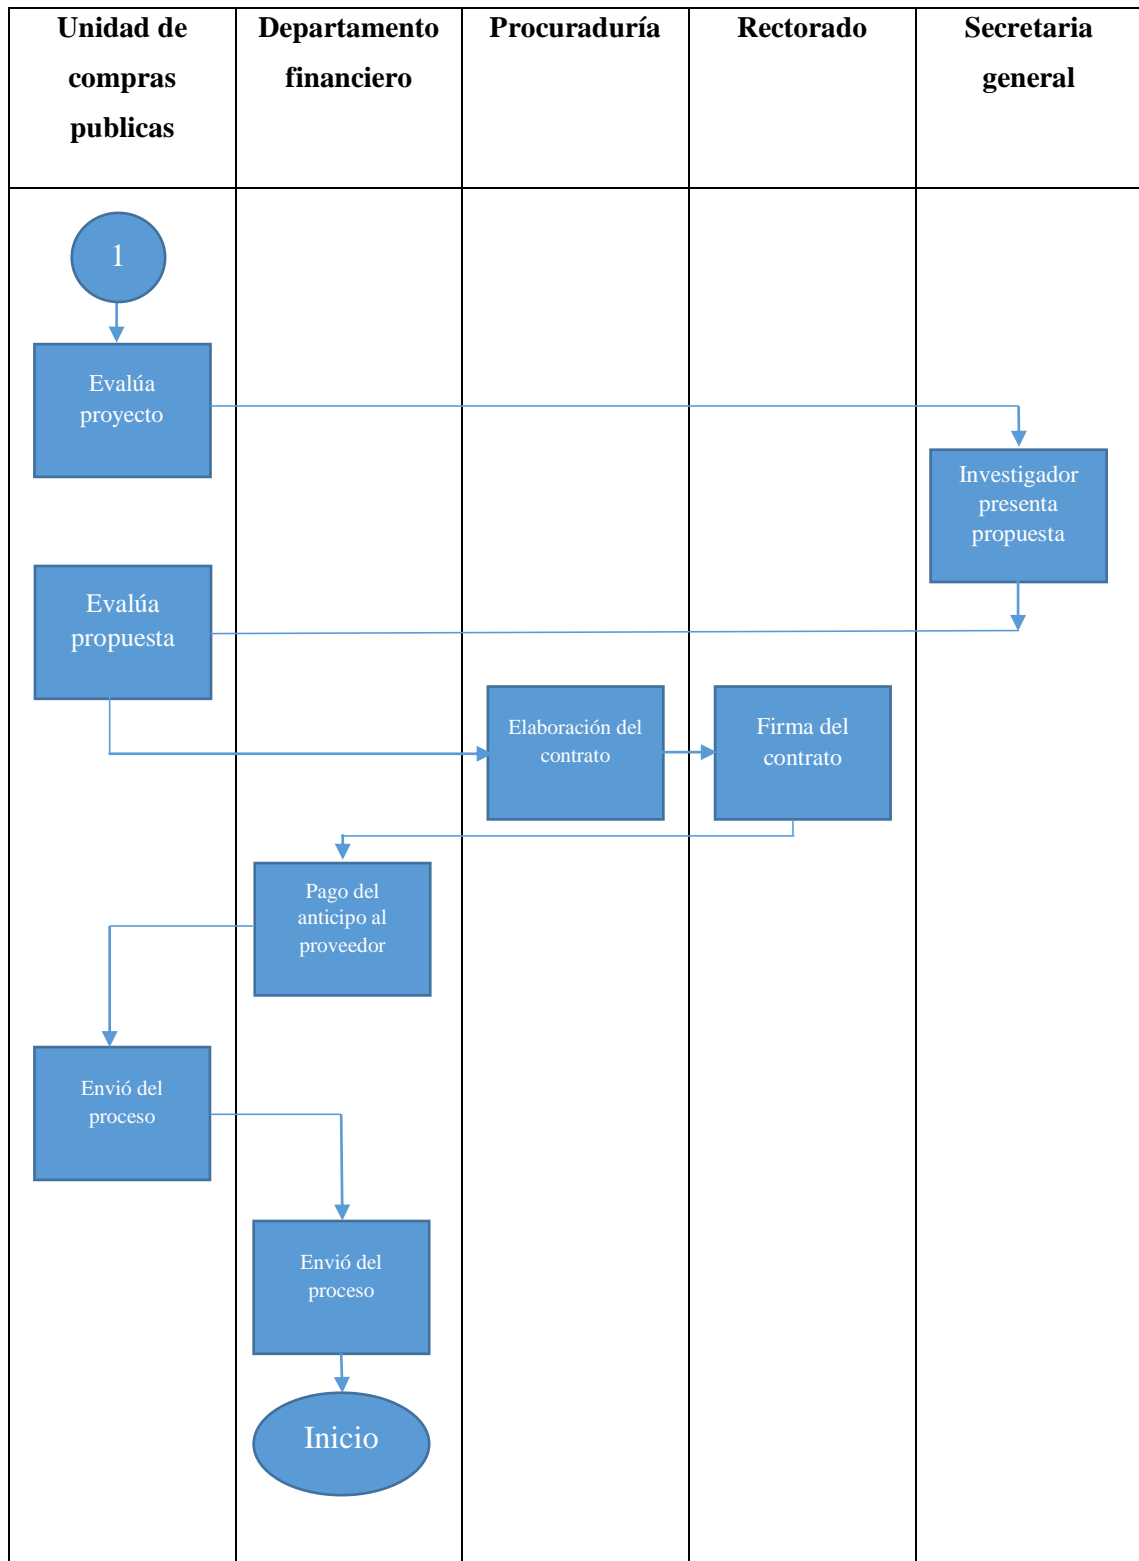 Unidad de
compras
publicas
Departamento
financiero
Procuraduría
Rectorado
Secretaria
general
1
Evalúa
proyecto
Investigador
presenta
propuesta
Evalúa
propuesta
Elaboración del
contrato
Firma del
contrato
Pago del
anticipo al
proveedor
Envió del
proceso
Envió del
proceso
Inicio